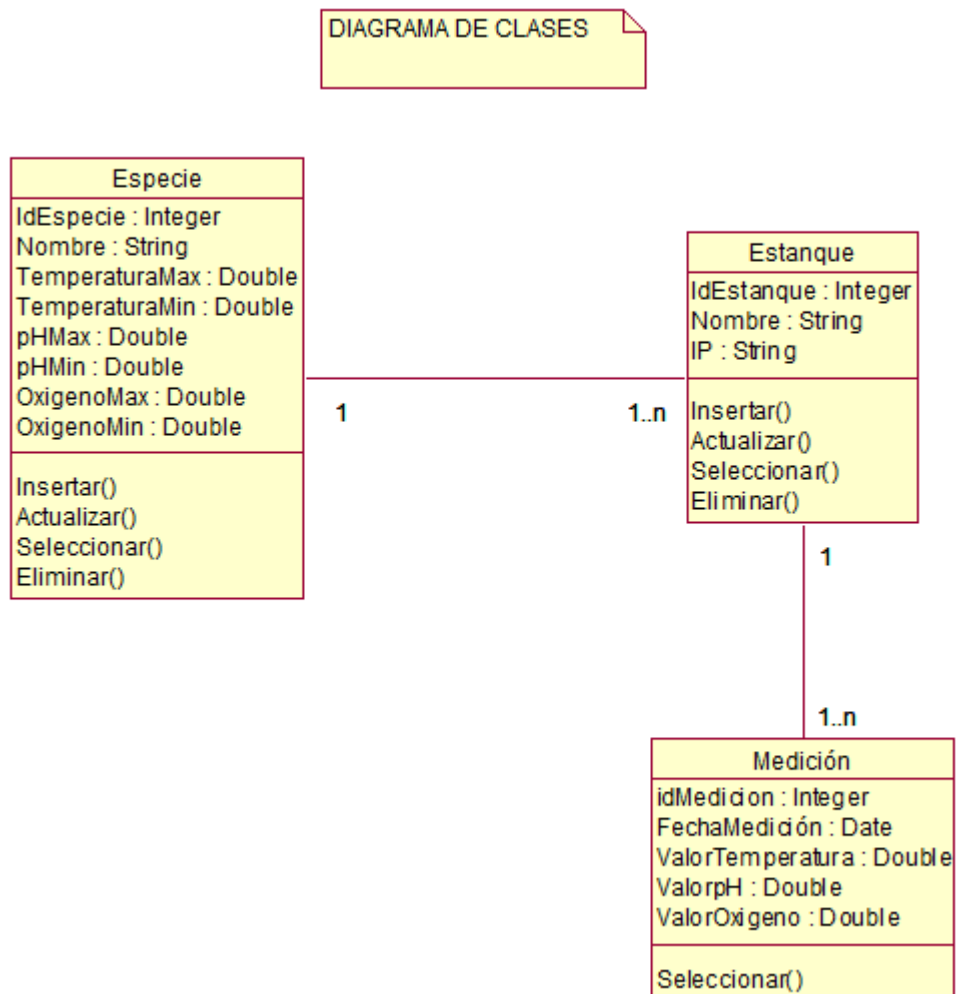 DIAGRAMA DE CLASES
Especie
IdEspecie : Integer
Nombre : String
TemperaturaMax : Double
TemperaturaMin : Double
pHMax : Double
pHMin : Double
OxigenoMax : Double
OxigenoMin : Double
Insertar()
Actualizar()
Seleccionar()
Eliminar()
1
1..n
Estanque
IdEstanque : Integer
Nombre : String
IP : String
Insertar()
Actualizar()
Seleccionar()
Eliminar()
1
1..n
Medición
idMedicion : Integer
FechaMedición : Date
ValorTemperatura : Double
ValorpH : Double
ValorOxigeno : Double
Seleccionar()